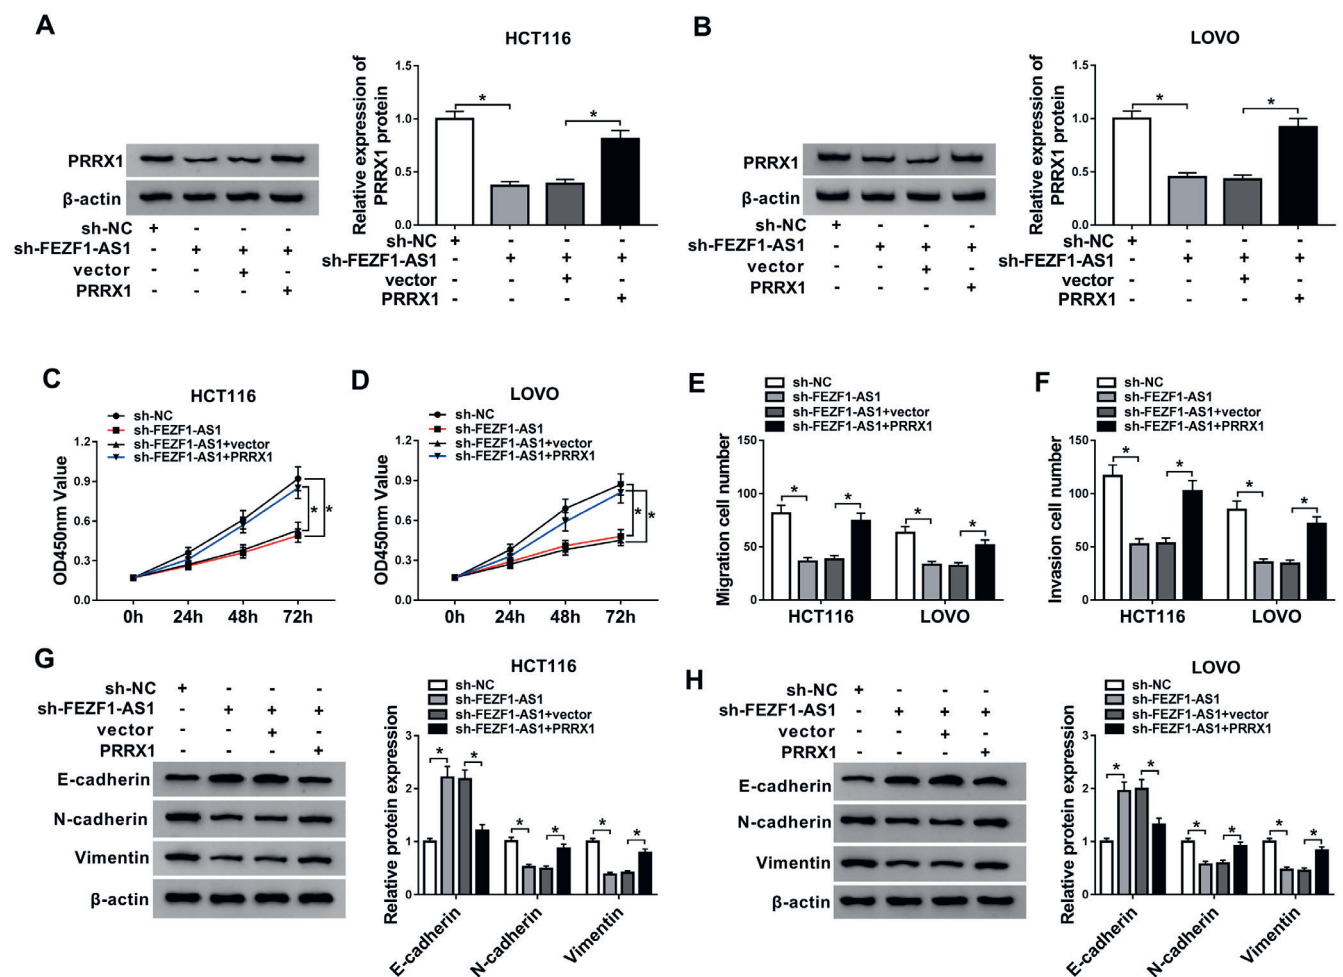 A
HCT116
PRRX1
β-actin
sh-NC + - - -
sh-FEZF1-AS1 - + + +
vector - - + -
PRRX1 - - - +
Relative expression of
PRRX1 protein
1.5
1.0
0.5
0.0
* *
sh-NC + - - -
sh-FEZF1-AS1 - + + +
vector - - + -
PRRX1 - - - +
B
LOVO
PRRX1
β-actin
sh-NC + - - -
sh-FEZF1-AS1 - + + +
vector - - + -
PRRX1 - - - +
Relative expression of
PRRX1 protein
1.5
1.0
0.5
0.0
* *
sh-NC + - - -
sh-FEZF1-AS1 - + + +
vector - - + -
PRRX1 - - - +
C
HCT116
sh-NC
sh-FEZF1-AS1
sh-FEZF1-AS1+vector
sh-FEZF1-AS1+PRRX1
OD450nm Value
1.2
0.9
0.6
0.3
0.0
* *
0h 24h 48h 72h
D
LOVO
sh-NC
sh-FEZF1-AS1
sh-FEZF1-AS1+vector
sh-FEZF1-AS1+PRRX1
OD450nm Value
1.2
0.9
0.6
0.3
0.0
* *
0h 24h 48h 72h
E
sh-NC
sh-FEZF1-AS1
sh-FEZF1-AS1+vector
sh-FEZF1-AS1+PRRX1
Migration cell number
150
100
50
0
* * * *
HCT116 LOVO
F
sh-NC
sh-FEZF1-AS1
sh-FEZF1-AS1+vector
sh-FEZF1-AS1+PRRX1
Invasion cell number
150
100
50
0
* * * *
HCT116 LOVO
G
sh-NC + - - -
sh-FEZF1-AS1 - + + +
vector - - + -
PRRX1 - - - +
E-cadherin
N-cadherin
Vimentin
β-actin
HCT116
sh-NC
sh-FEZF1-AS1
sh-FEZF1-AS1+vector
sh-FEZF1-AS1+PRRX1
Relative protein expression
3
2
1
0
* * * * * *
E-cadherin N-cadherin Vimentin
H
sh-NC + - - -
sh-FEZF1-AS1 - + + +
vector - - + -
PRRX1 - - - +
E-cadherin
N-cadherin
Vimentin
β-actin
LOVO
sh-NC
sh-FEZF1-AS1
sh-FEZF1-AS1+vector
sh-FEZF1-AS1+PRRX1
Relative protein expression
3
2
1
0
* * * * * *
E-cadherin N-cadherin Vimentin